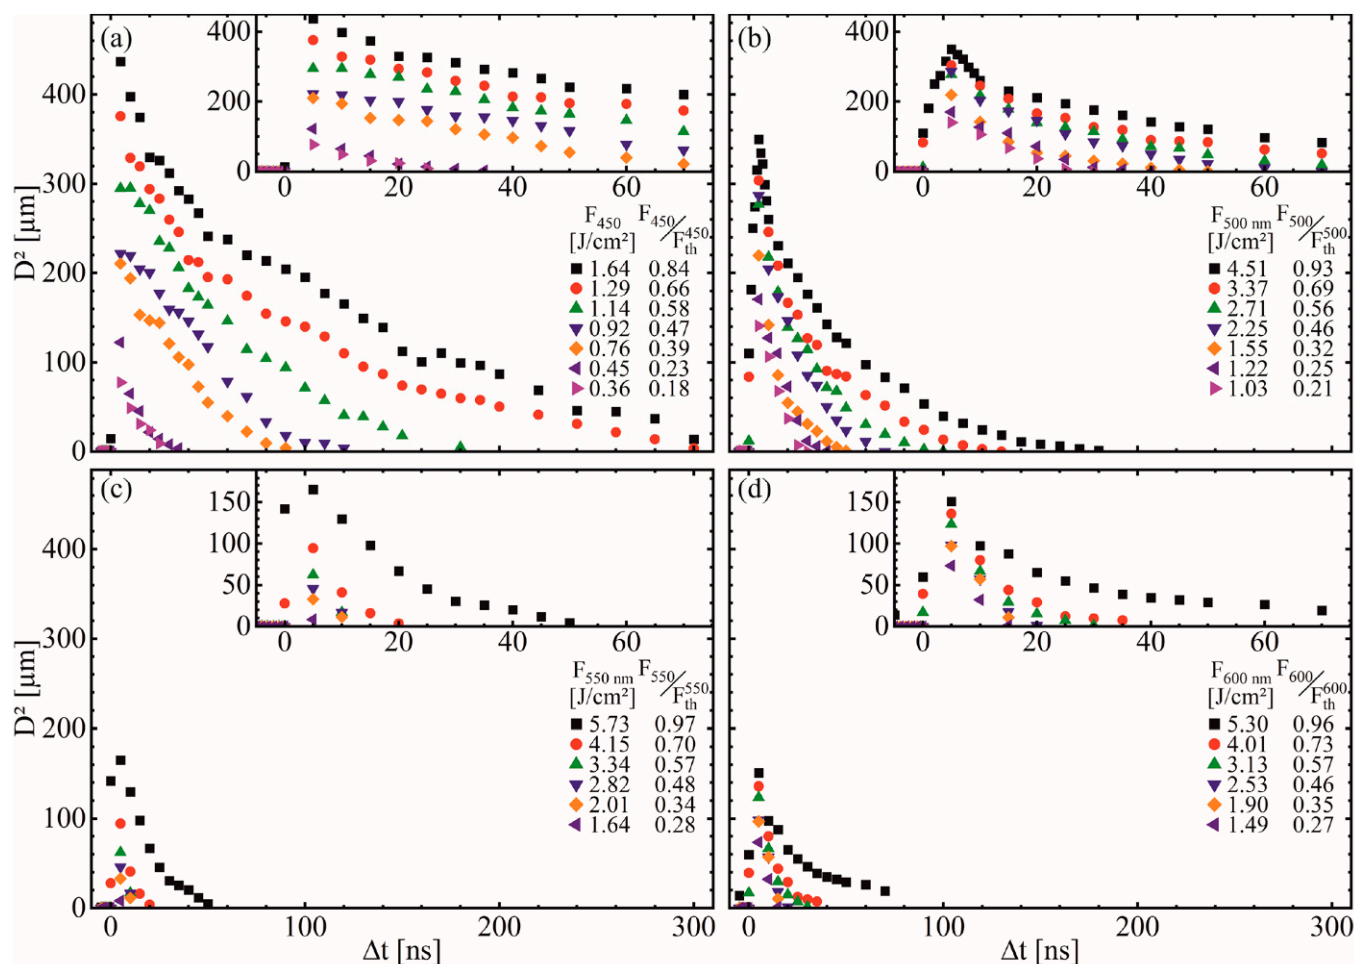 (a)
400
200
0
0 20 40 60
D² [µm]
400
300
200
100
0
F450 F450/
[J/cm²] Fth450.
1.64 0.84
1.29 0.66
1.14 0.58
0.92 0.47
0.76 0.39
0.45 0.23
0.36 0.18
(b)
400
200
0
0 20 40 60
F500 nm F500/
[J/cm²] Fth500.
4.51 0.93
3.37 0.69
2.71 0.56
2.25 0.46
1.55 0.32
1.22 0.25
1.03 0.21
(c)
150
100
50
0
0 20 40 60
D² [µm]
400
300
200
100
0
F550 nm F550/
[J/cm²] Fth550.
5.73 0.97
4.15 0.70
3.34 0.57
2.82 0.48
2.01 0.34
1.64 0.28
0 100 200 300
Δt [ns]
(d)
150
100
50
0
0 20 40 60
F600 nm F600/
[J/cm²] Fth600.
5.30 0.96
4.01 0.73
3.13 0.57
2.53 0.46
1.90 0.35
1.49 0.27
0 100 200 300
Δt [ns]